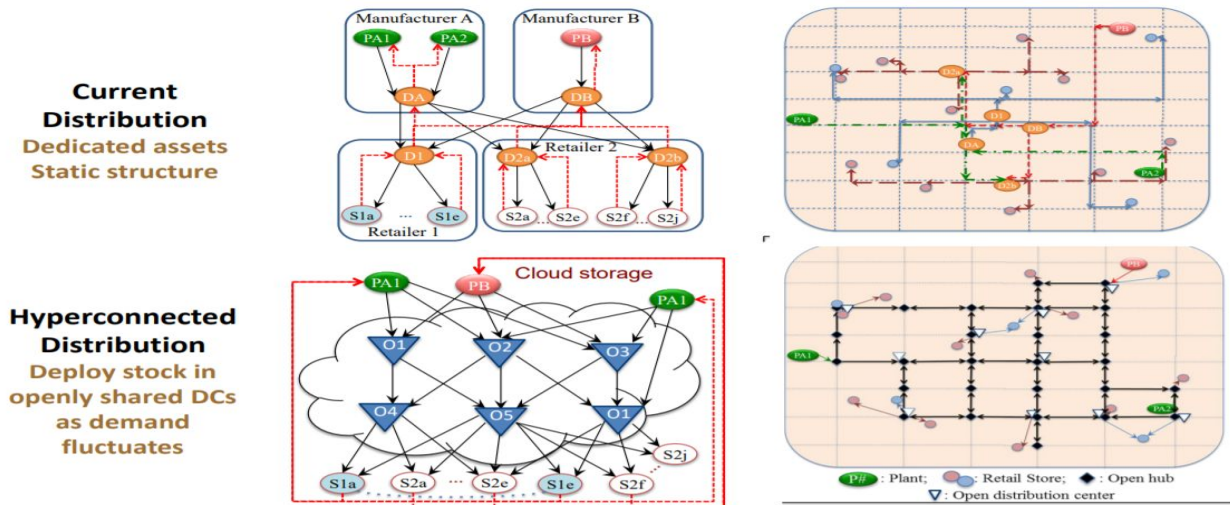 Current
Distribution
Dedicated assets
Static structure
Manufacturer A
Manufacturer B
PA1
PA2
PB
DA
DB
Retailer 2
D1
D2a
D2b
S1a
...
S1e
S2a
S2e
S2f
S2j
Retailer 1
PB
D2a
PA1
D1
DB
DA
PA2
D2b
Hyperconnected
Distribution
Deploy stock in
openly shared DCs
as demand
fluctuates
Cloud storage
PA1
PB
PA1
O1
O2
O3
O4
O5
O1
S2j
S1a
S2a
...
S2e
S1e
S2f
PB
PA1
PA2
P# : Plant; : Retail Store; : Open hub
: Open distribution center